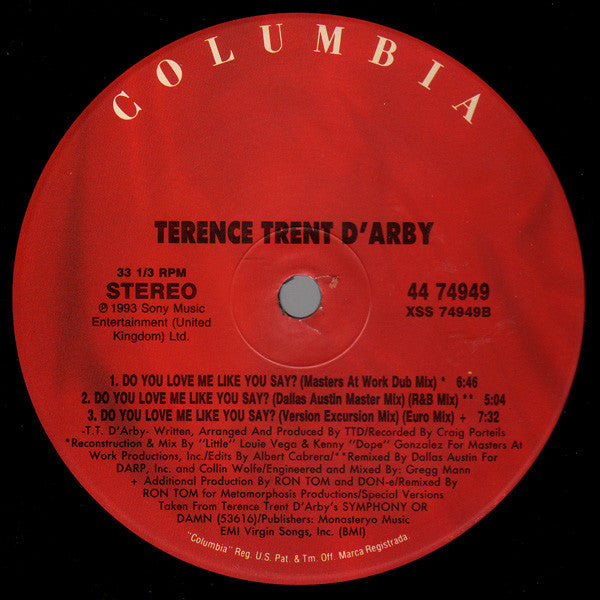 COLUMBIA
TERENCE TRENT D'ARBY
33 1/3 RPM
STEREO
℗ 1993 Sony Music
Entertainment (United
Kingdom) Ltd.
44 74949
XSS 74949B
1. DO YOU LOVE ME LIKE YOU SAY? (Masters At Work Dub Mix) * 6:46
2. DO YOU LOVE ME LIKE YOU SAY? (Dallas Austin Master Mix) (R&B Mix) ** 5:04
3. DO YOU LOVE ME LIKE YOU SAY? (Version Excursion Mix) (Euro Mix) + 7:32
-T.T. D'Arby- Written, Arranged And Produced By TTD/Recorded By Craig Porteils
*Reconstruction & Mix By "Little" Louie Vega & Kenny "Dope" Gonzalez For Masters At
Work Productions, Inc./Edits By Albert Cabrera/**Remixed By Dallas Austin For
DARP, Inc. and Collin Wolfe/Engineered and Mixed By: Gregg Mann
+ Additional Production By RON TOM and DON-e/Remixed By
RON TOM for Metamorphosis Productions/Special Versions
Taken From Terence Trent D'Arby's SYMPHONY OR
DAMN (53616)/Publishers: Monasteryo Music
EMI Virgin Songs, Inc. (BMI)
"Columbia" Reg. U.S. Pat. & Tm. Off. Marca Registrada.